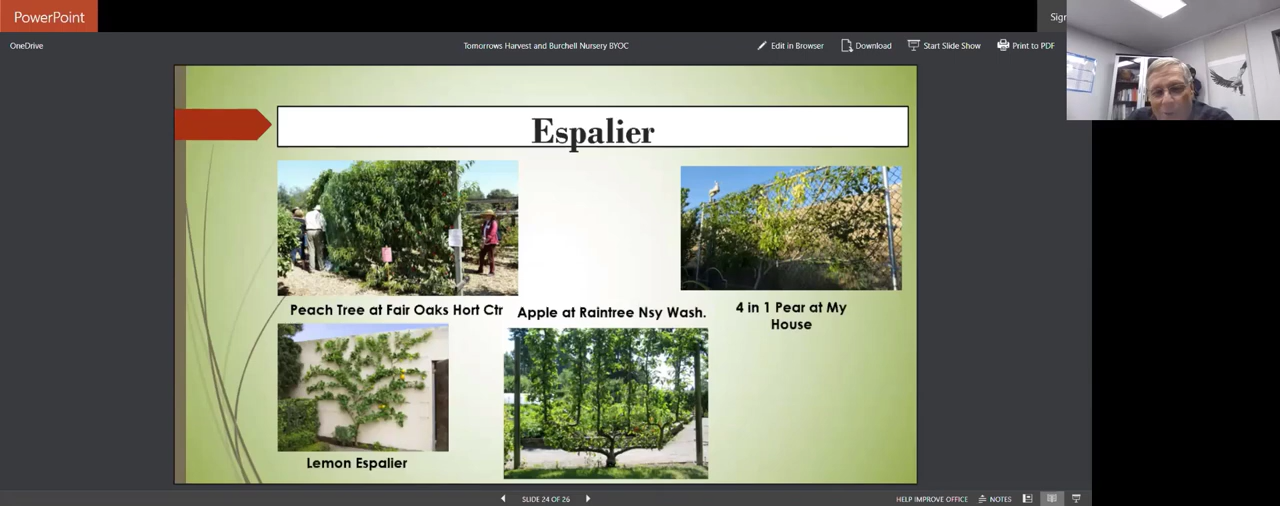 PowerPoint
Sign
OneDrive
Tomorrows Harvest and Burchell Nursery BYOC
Edit in Browser
Download
Start Slide Show
Print to PDF
Espalier
Peach Tree at Fair Oaks Hort Ctr
Apple at Raintree Nsy Wash.
4 in 1 Pear at My
House
Lemon Espalier
SLIDE 24 OF 26
HELP IMPROVE OFFICE
NOTES